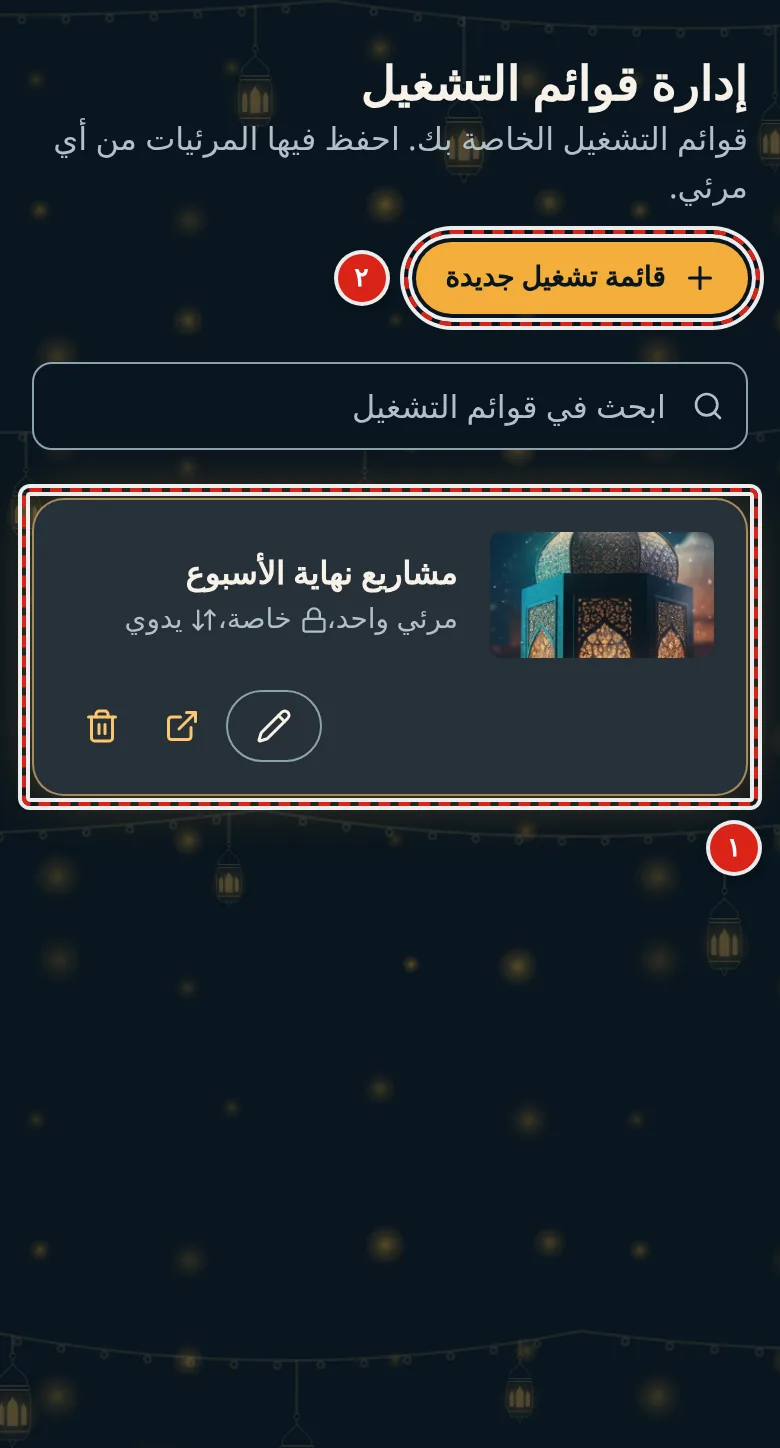 إدارة قوائم التشغيل
قوائم التشغيل الخاصة بك. احفظ فيها المرئيات من أي
مرئي.
قائمة تشغيل جديدة
٢
ابحث في قوائم التشغيل
مشاريع نهاية الأسبوع
مرئي واحد، خاصة، يدوي
١